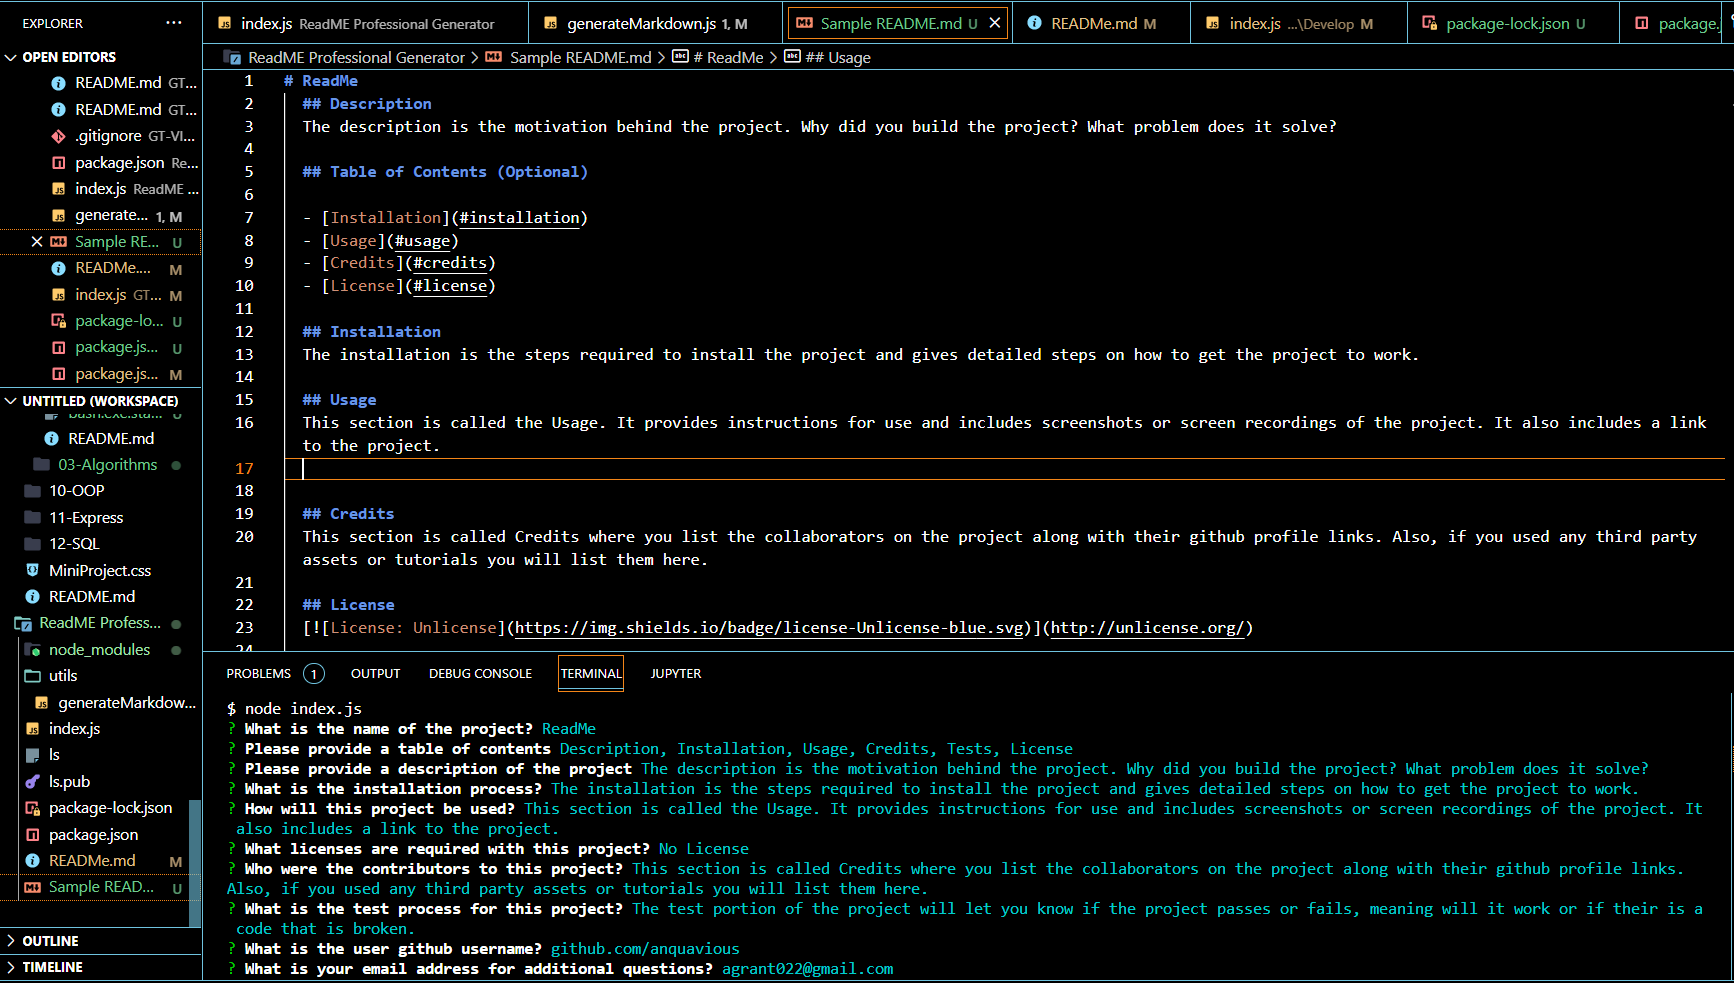 EXPLORER
···
OPEN EDITORS
README.md GT...
README.md GT...
.gitignore GT-VI...
package.json Re...
index.js ReadME ...
generate... 1, M
Sample RE... U
READMe.... M
index.js GT... M
package-lo... U
package.js... U
package.js... M
UNTITLED (WORKSPACE)
bash.exe.sta... U
README.md
03-Algorithms
10-OOP
11-Express
12-SQL
MiniProject.css
README.md
ReadME Profess...
node_modules
utils
generateMarkdow...
index.js
ls
ls.pub
package-lock.json
package.json
READMe.md M
Sample READ... U
OUTLINE
TIMELINE
index.js ReadME Professional Generator
generateMarkdown.js 1, M
Sample README.md U
READMe.md M
index.js ...\Develop M
package-lock.json U
package.j
ReadME Professional Generator > Sample README.md > # ReadMe > ## Usage
1 # ReadMe
2 ## Description
3 The description is the motivation behind the project. Why did you build the project? What problem does it solve?
4
5 ## Table of Contents (Optional)
6
7 - [Installation](#installation)
8 - [Usage](#usage)
9 - [Credits](#credits)
10 - [License](#license)
11
12 ## Installation
13 The installation is the steps required to install the project and gives detailed steps on how to get the project to work.
14
15 ## Usage
16 This section is called the Usage. It provides instructions for use and includes screenshots or screen recordings of the project. It also includes a link
to the project.
17
18
19 ## Credits
20 This section is called Credits where you list the collaborators on the project along with their github profile links. Also, if you used any third party
assets or tutorials you will list them here.
21
22 ## License
23 [![License: Unlicense](https://img.shields.io/badge/license-Unlicense-blue.svg)](http://unlicense.org/)
24
PROBLEMS 1 OUTPUT DEBUG CONSOLE TERMINAL JUPYTER
$ node index.js
? What is the name of the project? ReadMe
? Please provide a table of contents Description, Installation, Usage, Credits, Tests, License
? Please provide a description of the project The description is the motivation behind the project. Why did you build the project? What problem does it solve?
? What is the installation process? The installation is the steps required to install the project and gives detailed steps on how to get the project to work.
? How will this project be used? This section is called the Usage. It provides instructions for use and includes screenshots or screen recordings of the project. It
also includes a link to the project.
? What licenses are required with this project? No License
? Who were the contributors to this project? This section is called Credits where you list the collaborators on the project along with their github profile links.
Also, if you used any third party assets or tutorials you will list them here.
? What is the test process for this project? The test portion of the project will let you know if the project passes or fails, meaning will it work or if their is a
code that is broken.
? What is the user github username? github.com/anquavious
? What is your email address for additional questions? agrant022@gmail.com